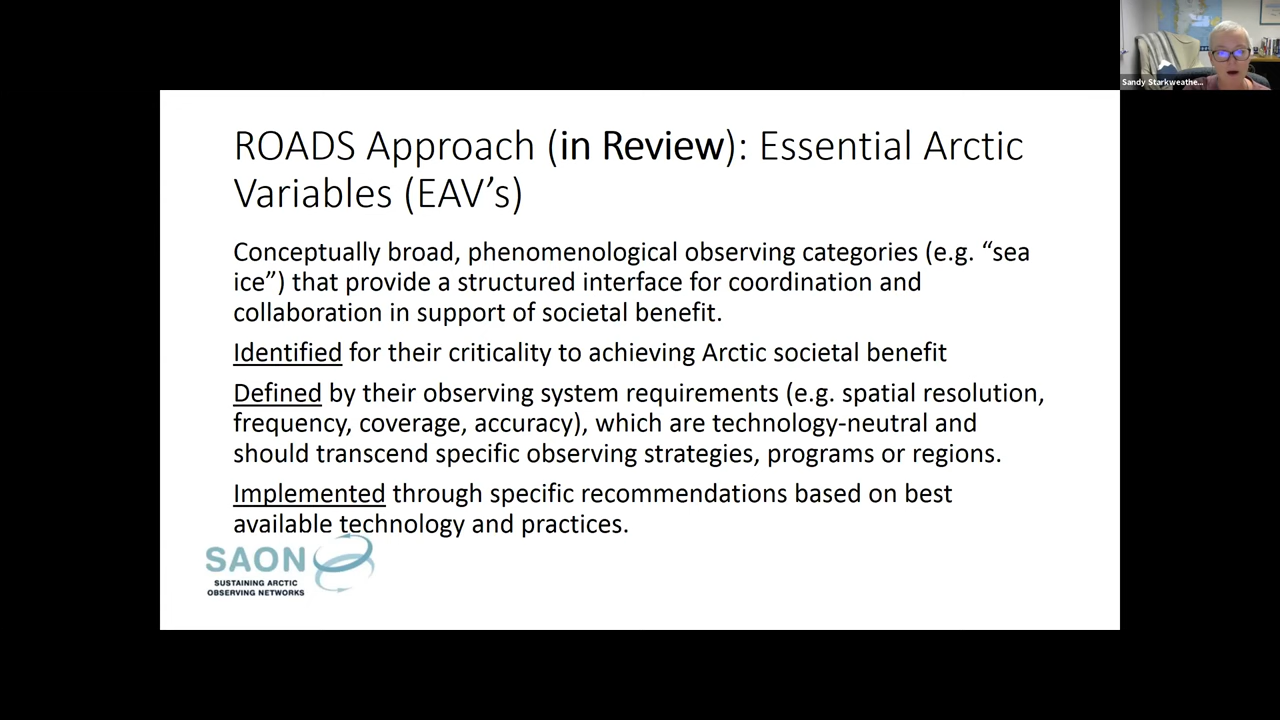 Sandy Starkweathe...
ROADS Approach (in Review): Essential Arctic
Variables (EAV’s)
Conceptually broad, phenomenological observing categories (e.g. “sea
ice”) that provide a structured interface for coordination and
collaboration in support of societal benefit.
Identified for their criticality to achieving Arctic societal benefit
Defined by their observing system requirements (e.g. spatial resolution,
frequency, coverage, accuracy), which are technology-neutral and
should transcend specific observing strategies, programs or regions.
Implemented through specific recommendations based on best
available technology and practices.
SAON
SUSTAINING ARCTIC
OBSERVING NETWORKS